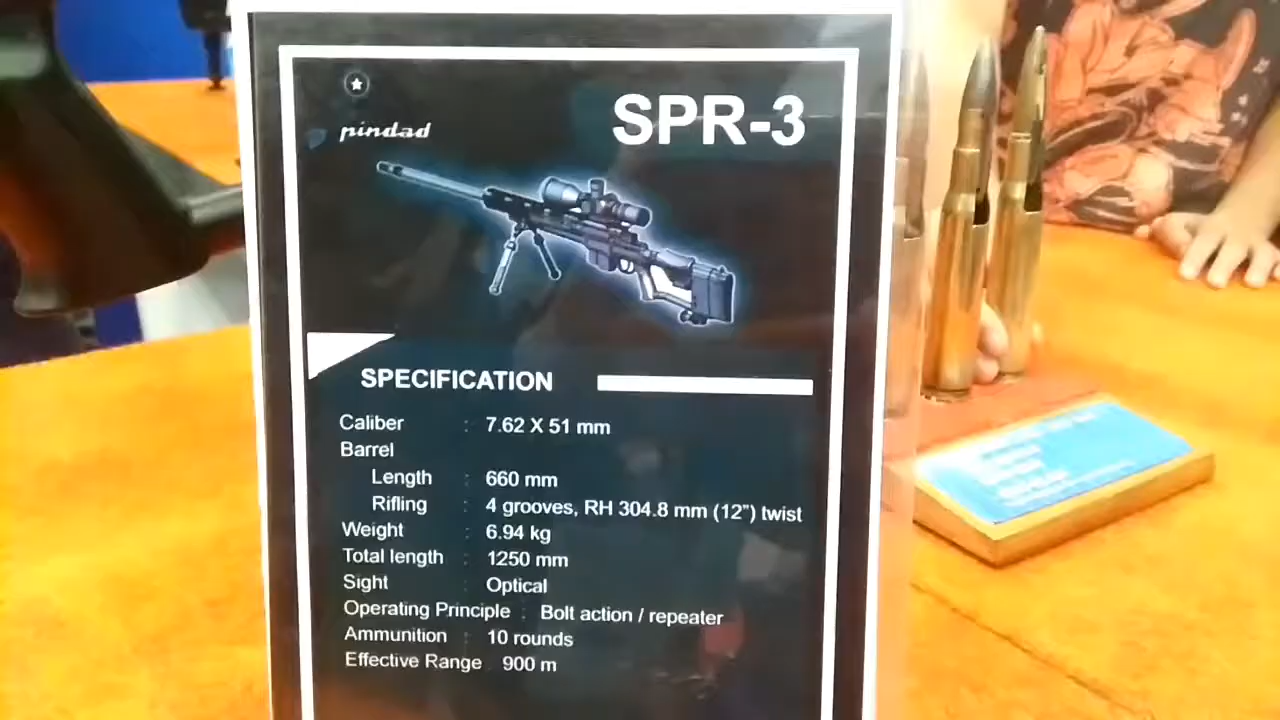 pindad
SPR-3
SPECIFICATION
Caliber : 7.62 X 51 mm
Barrel
Length : 660 mm
Rifling : 4 grooves, RH 304.8 mm (12”) twist
Weight : 6.94 kg
Total length : 1250 mm
Sight : Optical
Operating Principle : Bolt action / repeater
Ammunition : 10 rounds
Effective Range 900 m